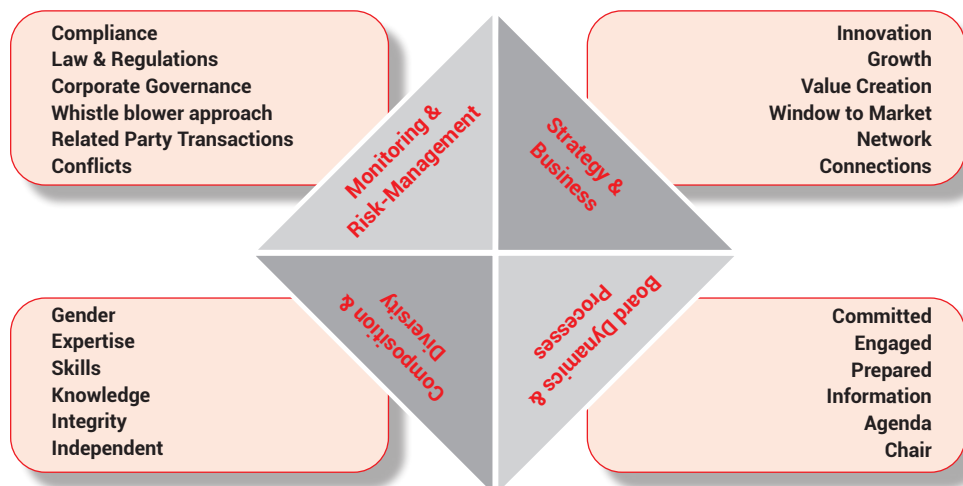 Compliance
Law & Regulations
Corporate Governance
Whistle blower approach
Related Party Transactions
Conflicts
Monitoring &
Risk-Management
Strategy &
Business
Innovation
Growth
Value Creation
Window to Market
Network
Connections
Gender
Expertise
Skills
Knowledge
Integrity
Independent
Composition &
Diversity
Board Dynamics &
Processes
Committed
Engaged
Prepared
Information
Agenda
Chair